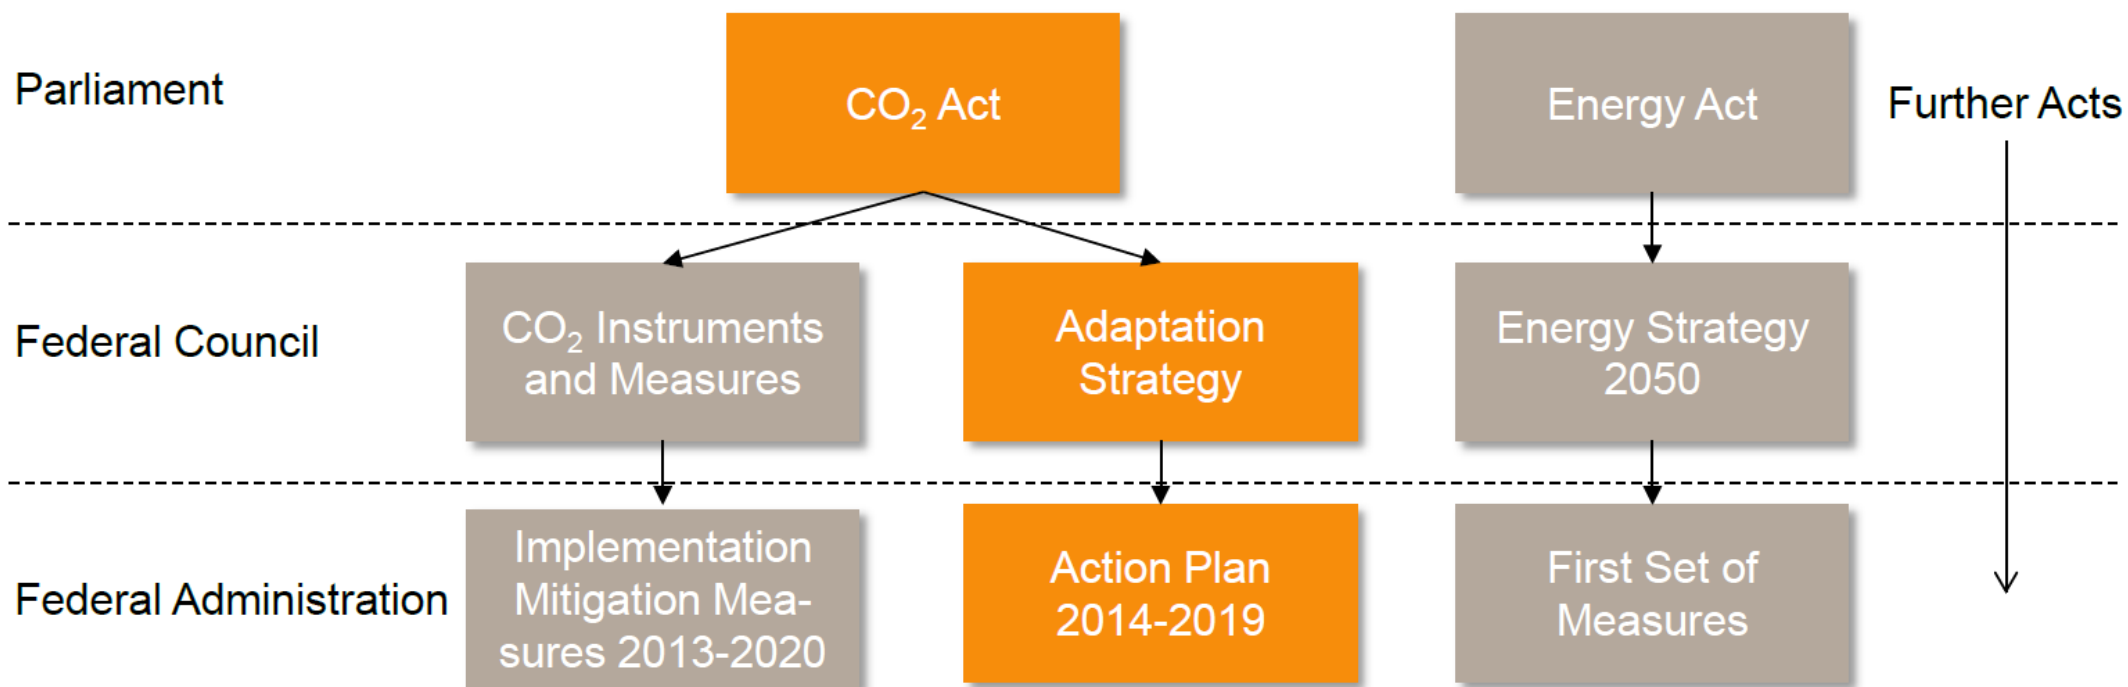 Parliament
CO₂ Act
Energy Act
Further Acts
Federal Council
CO₂ Instruments
and Measures
Adaptation
Strategy
Energy Strategy
2050
Federal Administration
Implementation
Mitigation Mea-
sures 2013-2020
Action Plan
2014-2019
First Set of
Measures